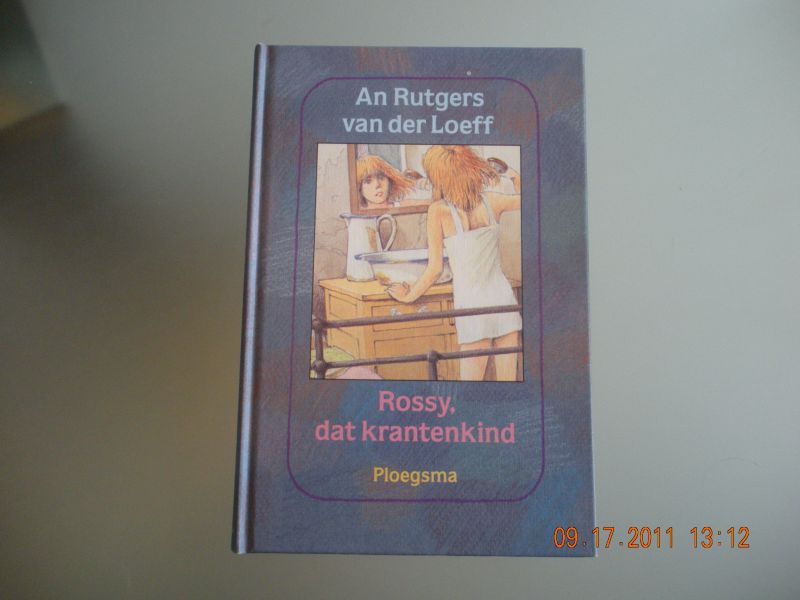 An Rutgers
van der Loeff
Rossy,
dat krantenkind
Ploegsma
09.17.2011 13:12